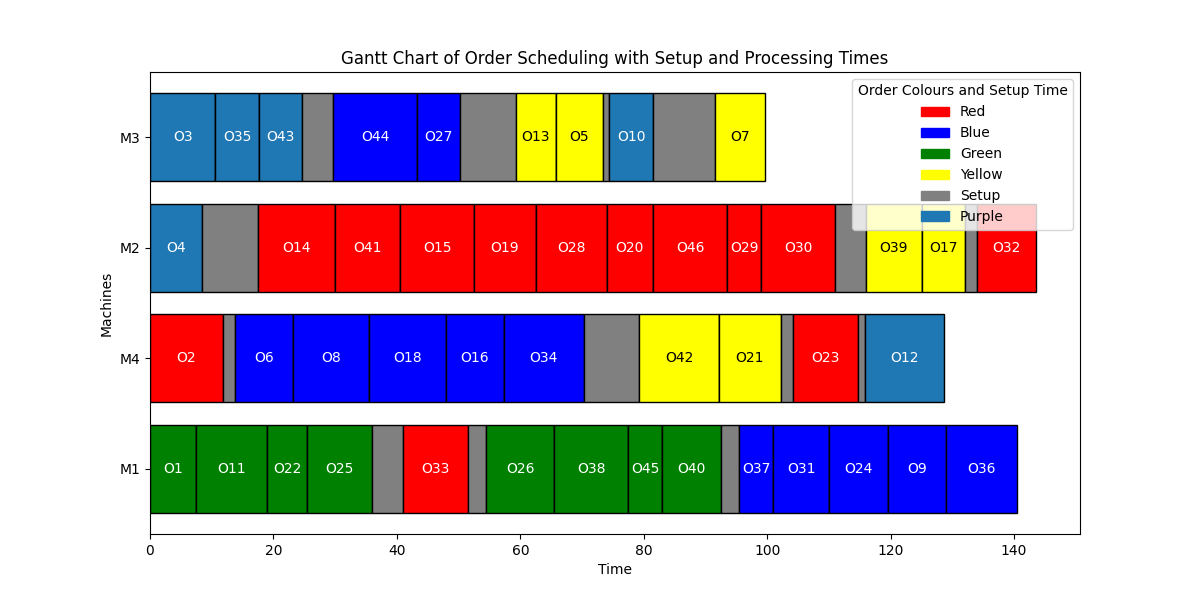 Gantt Chart of Order Scheduling with Setup and Processing Times
Order Colours and Setup Time
Red
Blue
Green
Yellow
Setup
Purple
Machines
M3
O3 O35 O43 O44 O27 O13 O5 O10 O7
M2
O4 O14 O41 O15 O19 O28 O20 O46 O29 O30 O39 O17 O32
M4
O2 O6 O8 O18 O16 O34 O42 O21 O23 O12
M1
O1 O11 O22 O25 O33 O26 O38 O45 O40 O37 O31 O24 O9 O36
0 20 40 60 80 100 120 140
Time